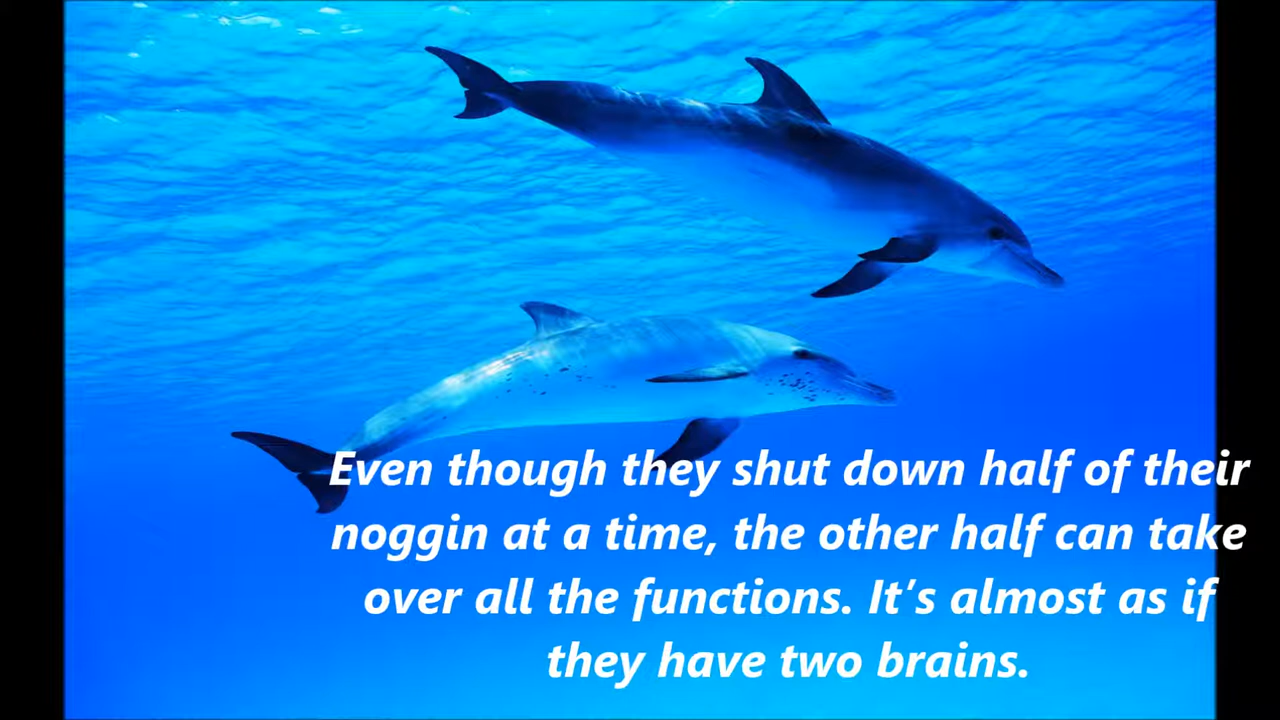 Even though they shut down half of their
noggin at a time, the other half can take
over all the functions. It's almost as if
they have two brains.